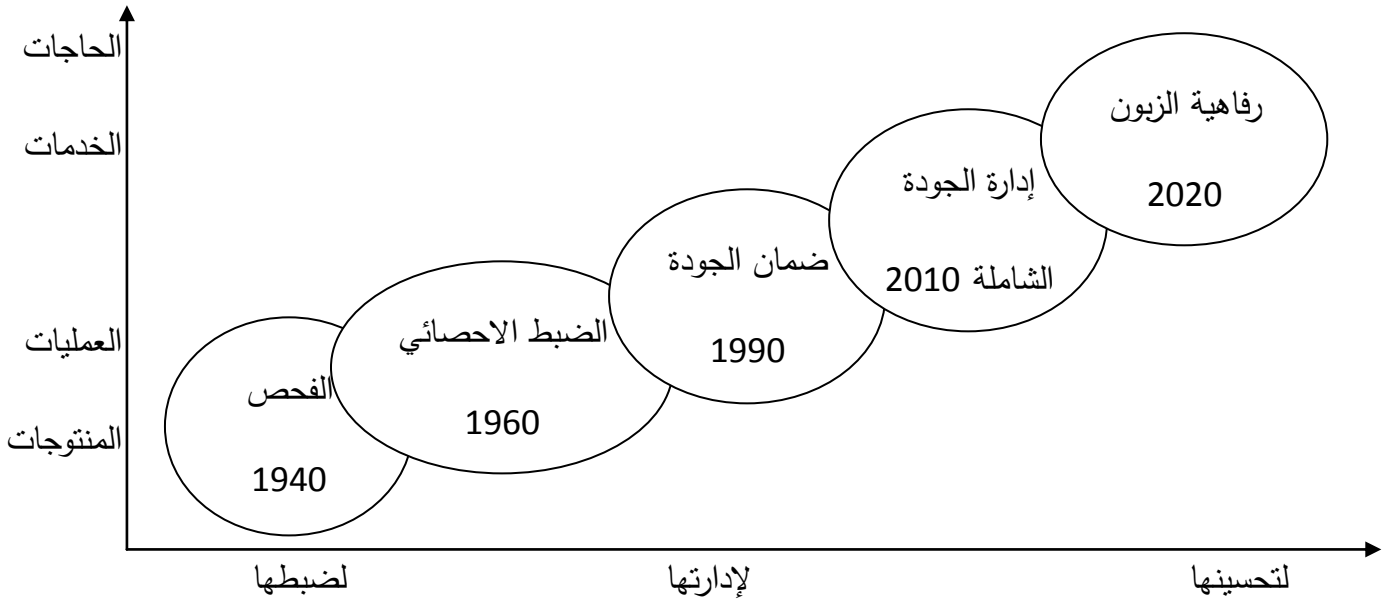 الحاجات
الخدمات
العمليات
المنتوجات
رفاهية الزبون
2020
إدارة الجودة
الشاملة 2010
ضمان الجودة
1990
الضبط الاحصائي
1960
الفحص
1940
لضبطها
لإدارتها
لتحسينها